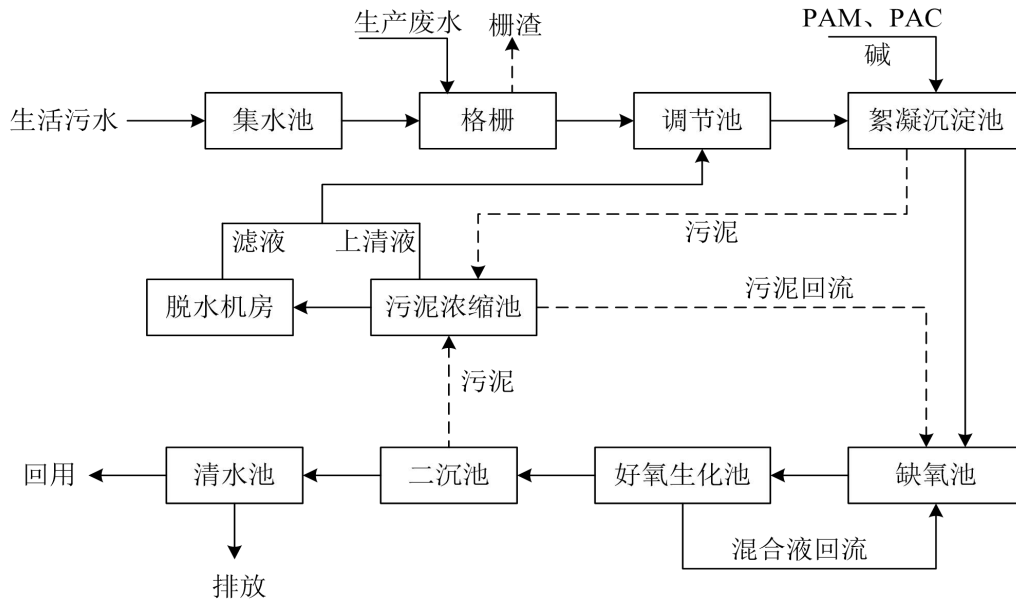 生产废水
栅渣
PAM、PAC
碱
生活污水
集水池
格栅
调节池
絮凝沉淀池
滤液
上清液
污泥
脱水机房
污泥浓缩池
污泥回流
污泥
回用
清水池
二沉池
好氧生化池
缺氧池
混合液回流
排放